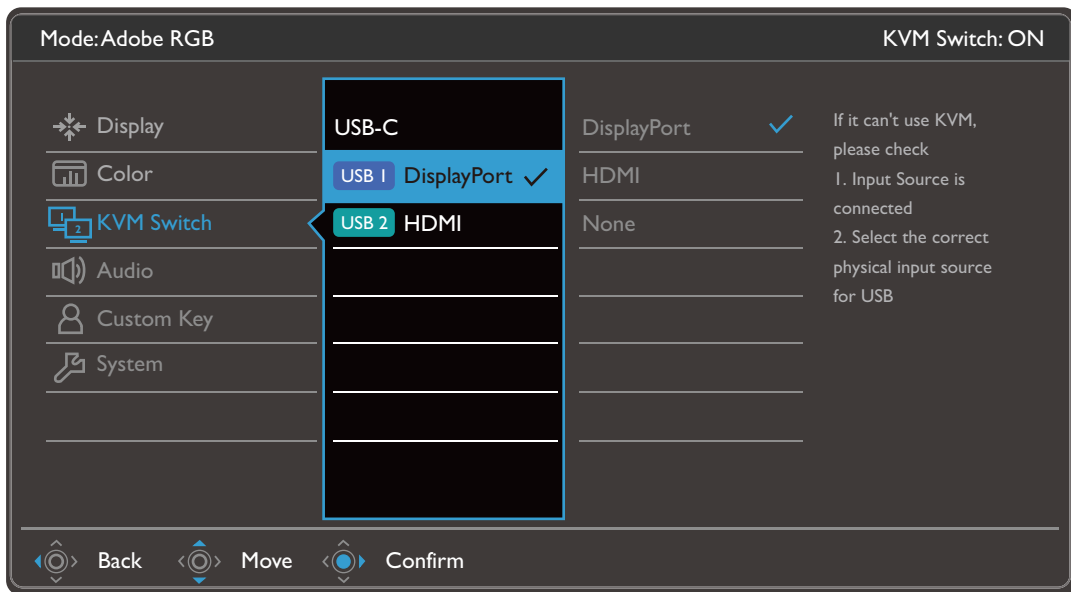 Mode: Adobe RGB
KVM Switch: ON
Display
Color
1 2 KVM Switch
Audio
Custom Key
System
USB-C
USB 1 DisplayPort
USB 2 HDMI
DisplayPort
HDMI
None
If it can't use KVM,
please check
1. Input Source is
connected
2. Select the correct
physical input source
for USB
Back
Move
Confirm